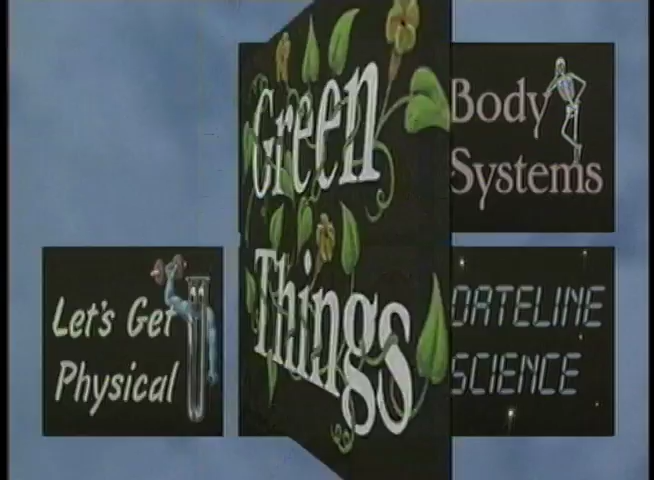 Green
Things
Body
Systems
Let's Get
Physical
DATELINE
SCIENCE